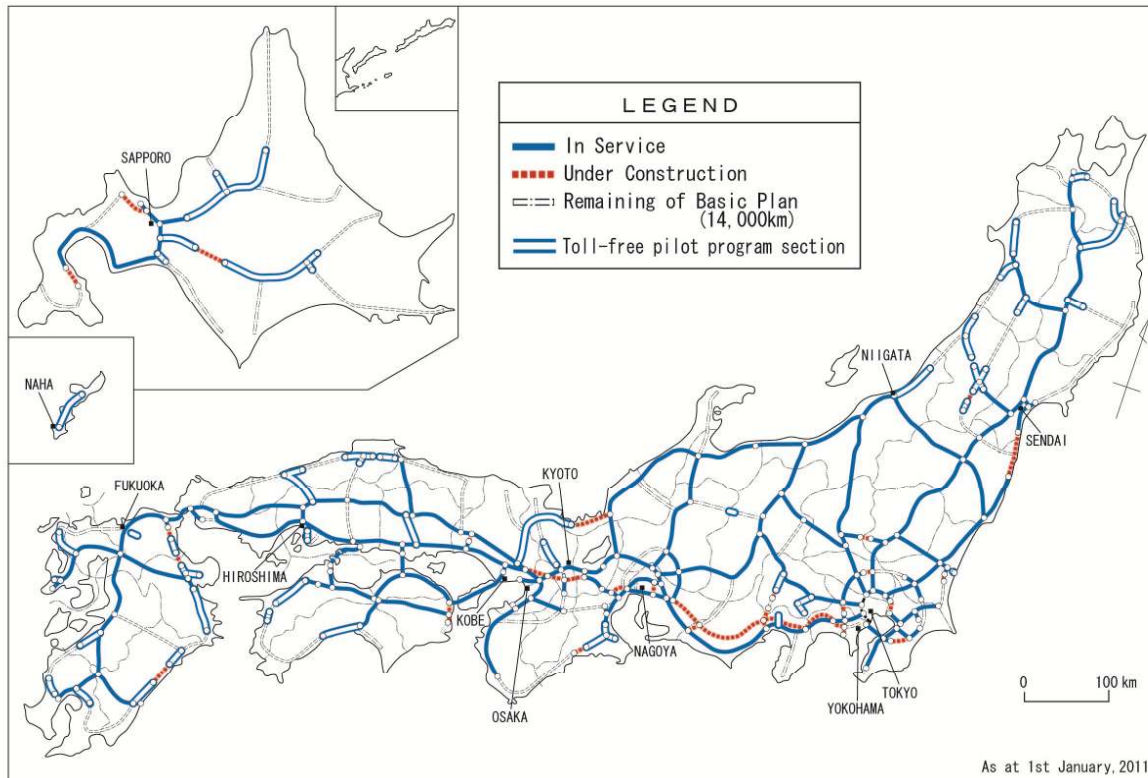 LEGEND
In Service
Under Construction
Remaining of Basic Plan
(14,000km)
Toll-free pilot program section
SAPPORO
NAHA
NIIGATA
SENDAI
KYOTO
FUKUOKA
HIROSHIMA
KOBE
NAGOYA
OSAKA
TOKYO
YOKOHAMA
0 100 km
As at 1st January, 2011